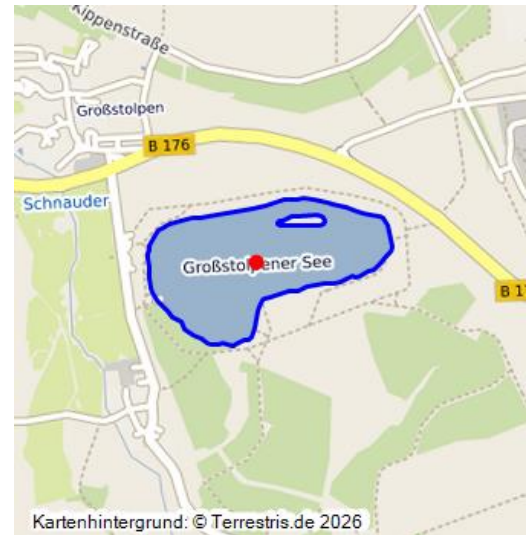 Kippenstraße
Großstolpen
B 176
Schnauder
Großstolpener See
B 17
Kartenhintergrund: © Terrestris.de 2026